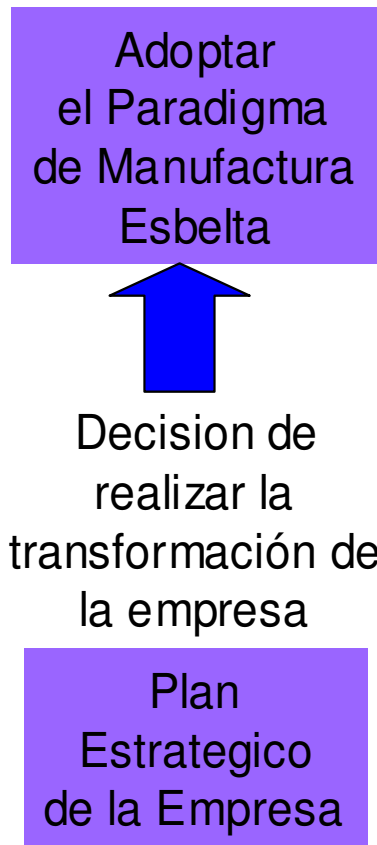 Adoptar
el Paradigma
de Manufactura
Esbelta
Decision de
realizar la
transformación de
la empresa
Plan
Estrategico
de la Empresa